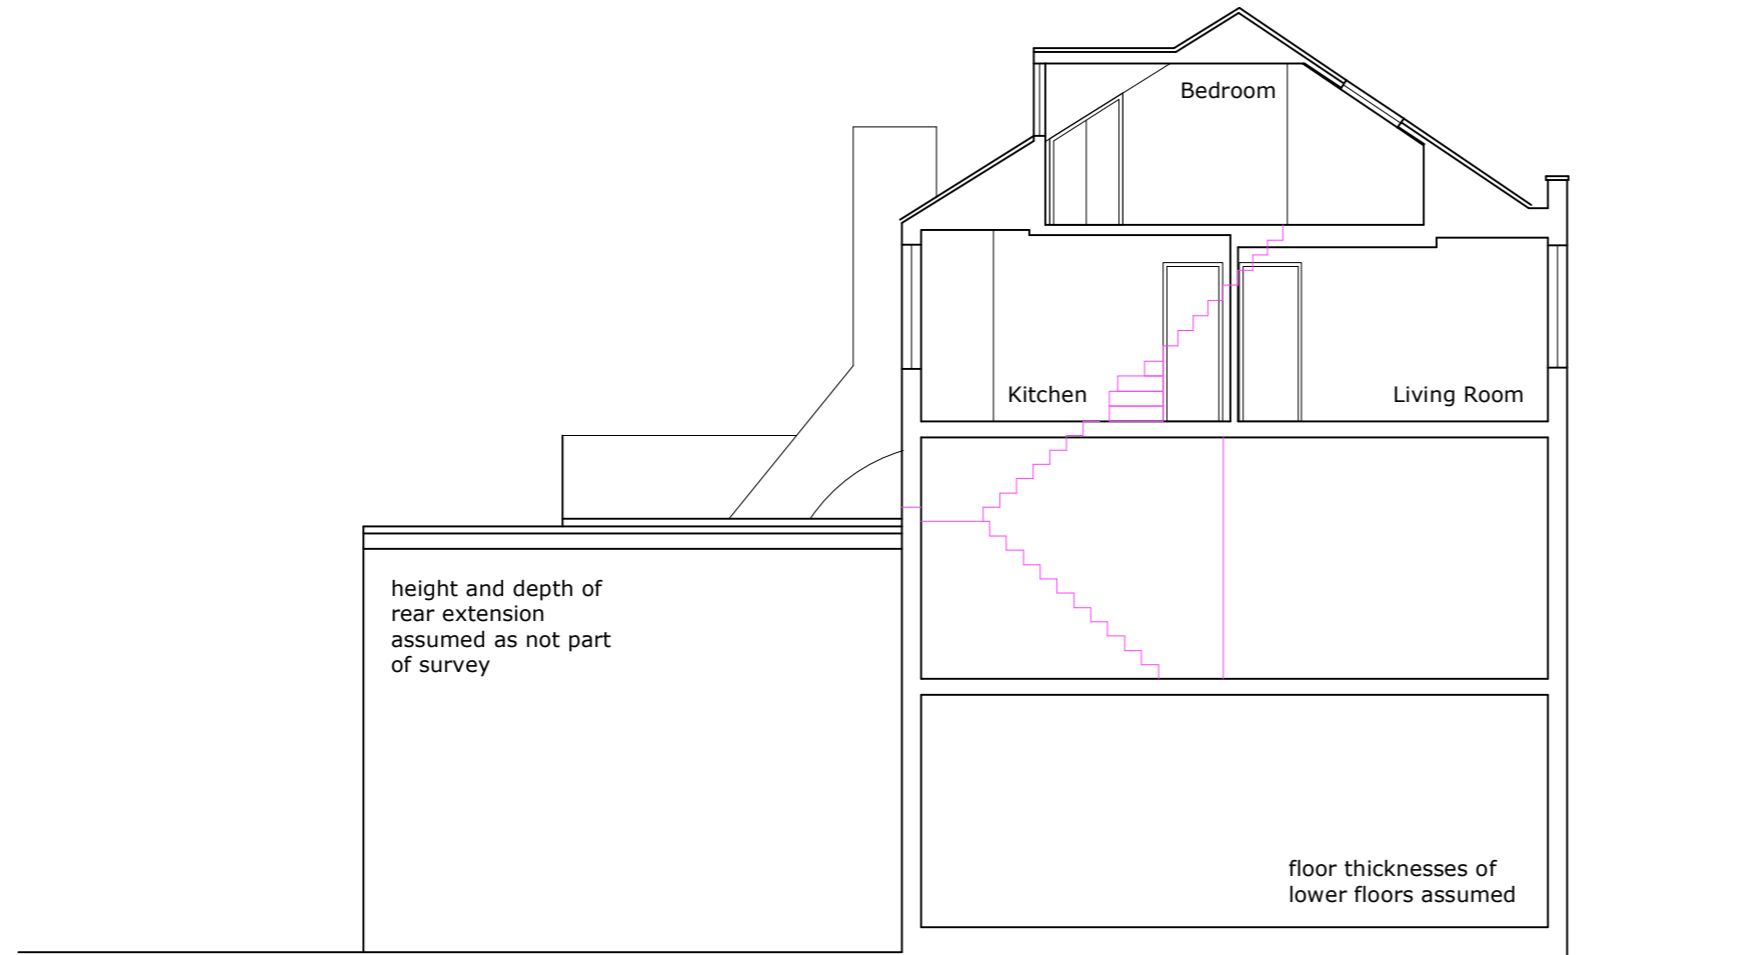 Bedroom
Kitchen
Living Room
height and depth of
rear extension
assumed as not part
of survey
floor thicknesses of
lower floors assumed